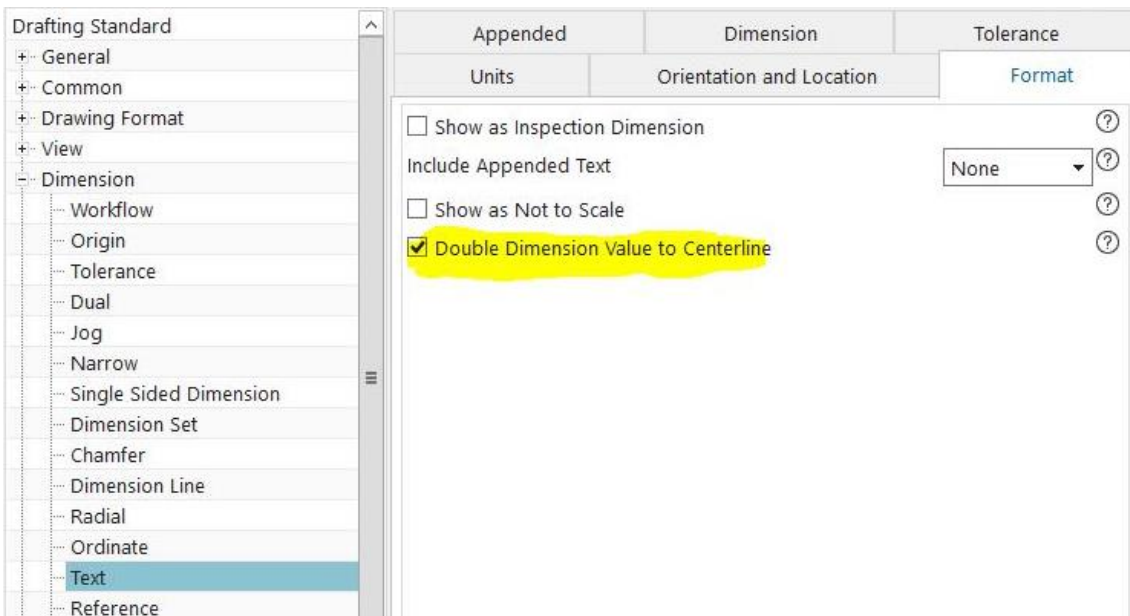 Drafting Standard
General
Common
Drawing Format
View
Dimension
Workflow
Origin
Tolerance
Dual
Jog
Narrow
Single Sided Dimension
Dimension Set
Chamfer
Dimension Line
Radial
Ordinate
Text
Reference
Appended Dimension Tolerance
Units Orientation and Location Format
Show as Inspection Dimension
Include Appended Text None
Show as Not to Scale
Double Dimension Value to Centerline